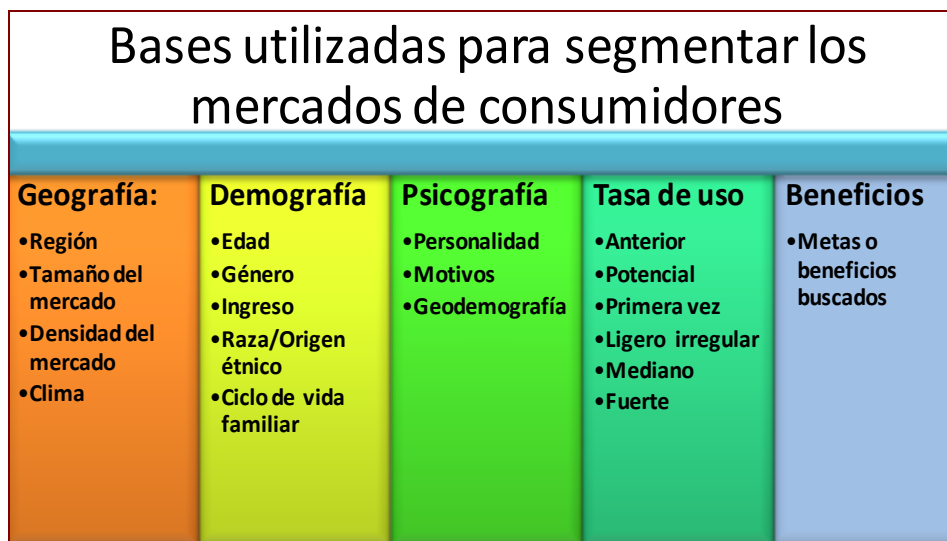 Bases utilizadas para segmentar los
mercados de consumidores
Geografía:
•Región
•Tamaño del
mercado
•Densidad del
mercado
•Clima
Demografía
•Edad
•Género
•Ingreso
•Raza/Origen
étnico
•Ciclo de vida
familiar
Psicografía
•Personalidad
•Motivos
•Geodemografía
Tasa de uso
•Anterior
•Potencial
•Primera vez
•Ligero irregular
•Mediano
•Fuerte
Beneficios
•Metas o
beneficios
buscados